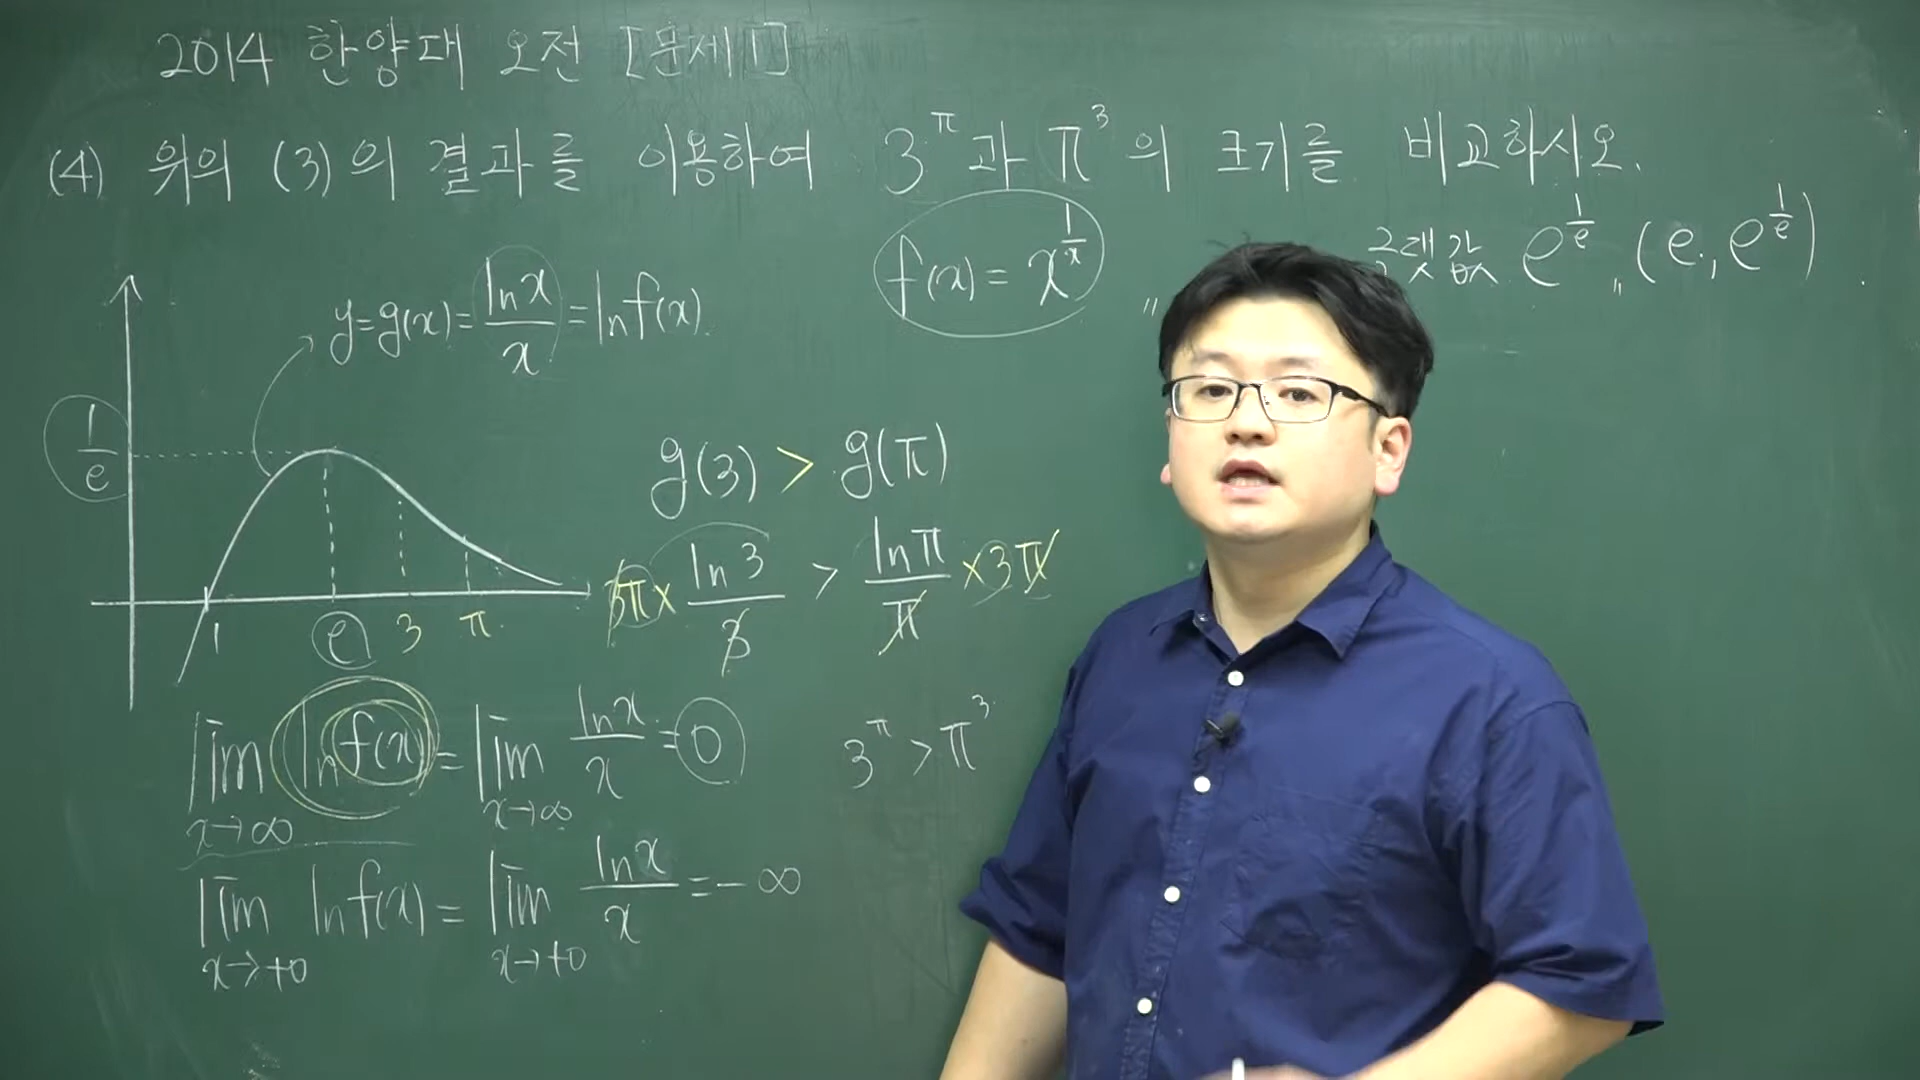 2014 한양대 오전 [문제1]
(4) 위의 (3)의 결과를 이용하여 3^π과 π^3의 크기를 비교하시오.
f(x) = x^(1/x)
극댓값 e^(1/e) 〃 (e, e^(1/e))
〃
y=g(x)= ln x / x = ln f(x).
1/e
g(3) > g(π)
3π × ln 3 / 3 > ln π / π × 3π
1 e 3 π
lim x→∞ ln f(x) = lim x→∞ ln x / x = 0
3^π > π^3
lim x→+0 ln f(x) = lim x→+0 ln x / x = -∞